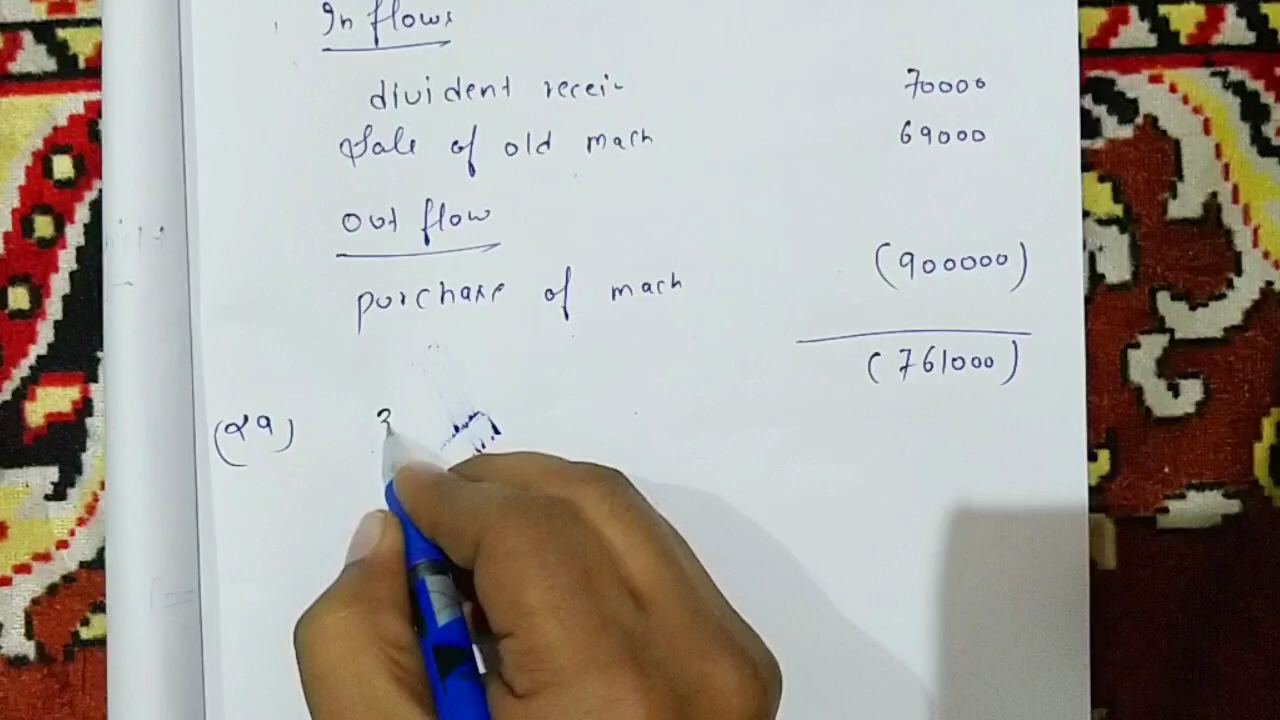 In flows
divident recei 70000
Sale of old mach 69000
out flow
purchase of mach (900000)
(761000)
(29) 3